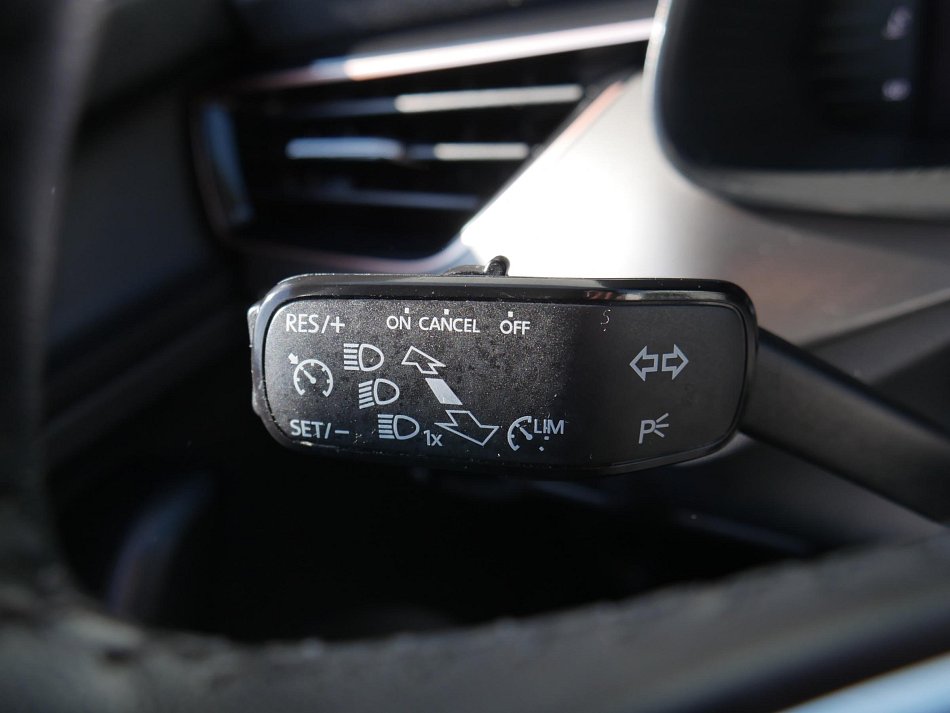 RES/+ ON CANCEL OFF
SET/–
1x
LIM
P